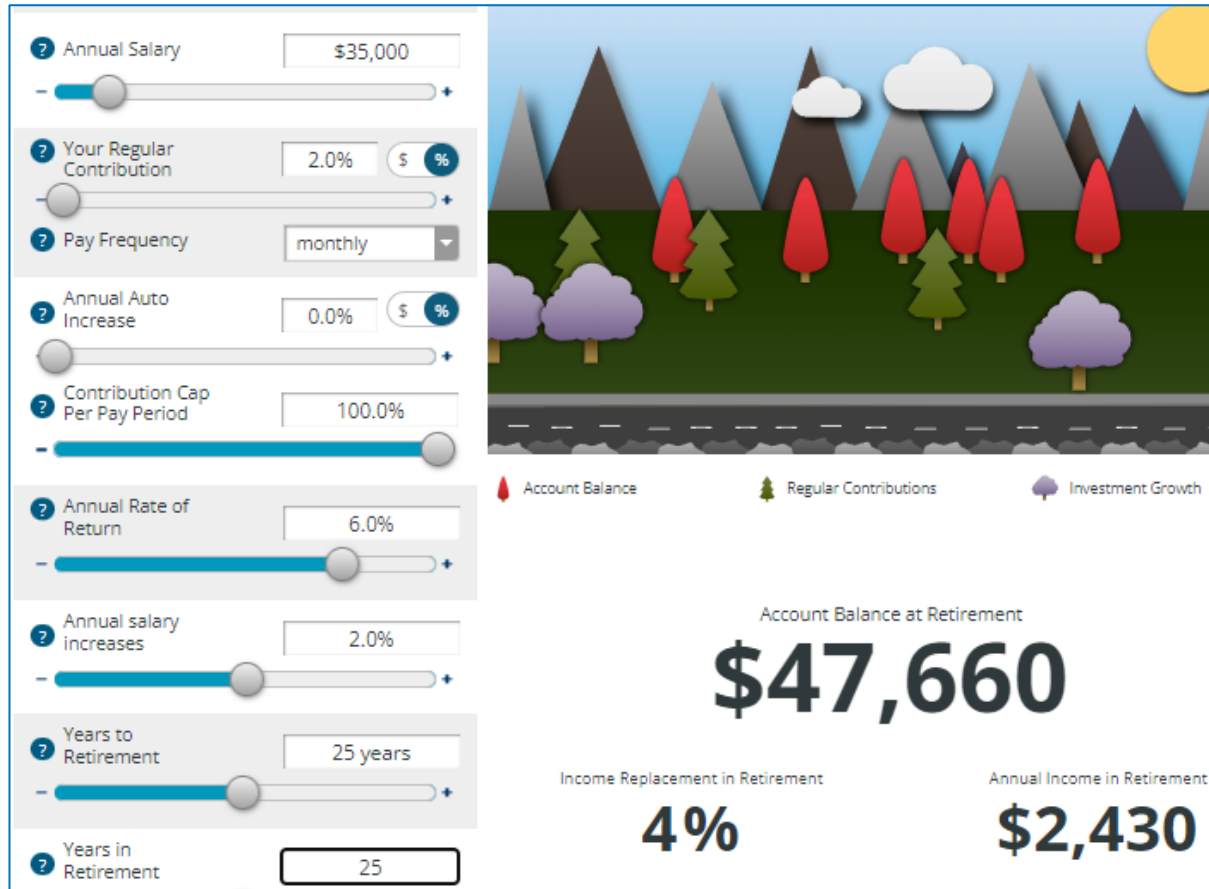 ? Annual Salary $35,000
- +
? Your Regular
Contribution 2.0% $ %
- +
? Pay Frequency monthly
? Annual Auto
Increase 0.0% $ %
- +
? Contribution Cap
Per Pay Period 100.0%
-
? Annual Rate of
Return 6.0%
- +
? Annual salary
increases 2.0%
- +
? Years to
Retirement 25 years
- +
? Years in
Retirement 25
Account Balance Regular Contributions Investment Growth
Account Balance at Retirement
$47,660
Income Replacement in Retirement Annual Income in Retirement
4% $2,430